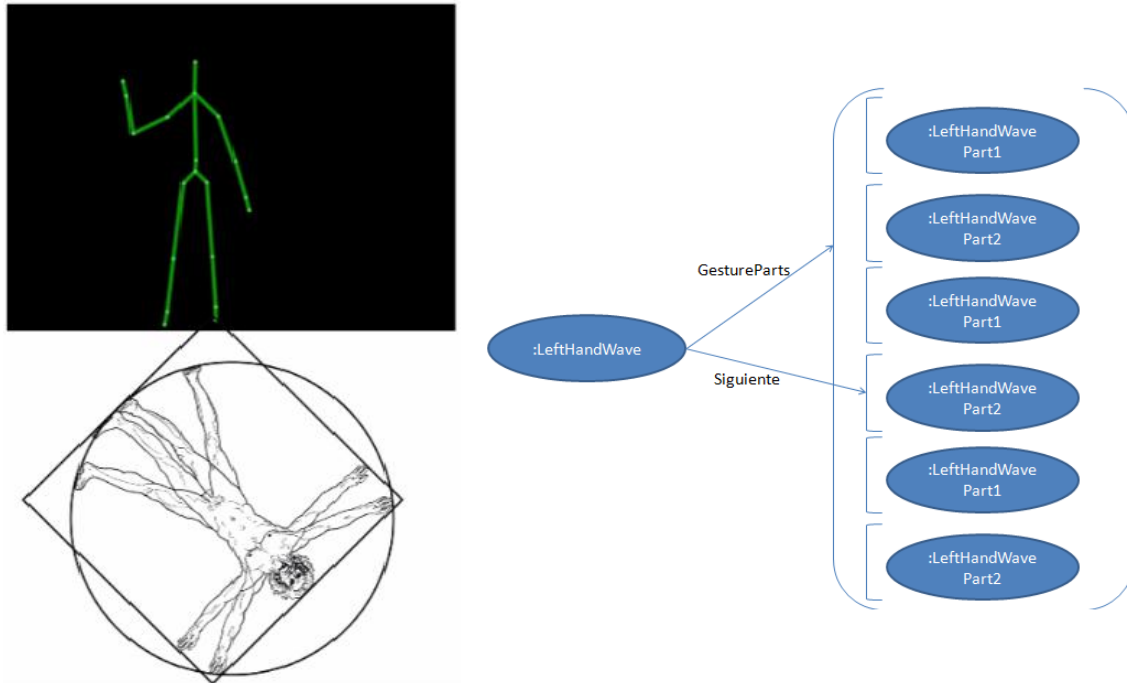 :LeftHandWave
Part1
:LeftHandWave
Part2
GestureParts
:LeftHandWave
Part1
:LeftHandWave
Siguiente
:LeftHandWave
Part2
:LeftHandWave
Part1
:LeftHandWave
Part2